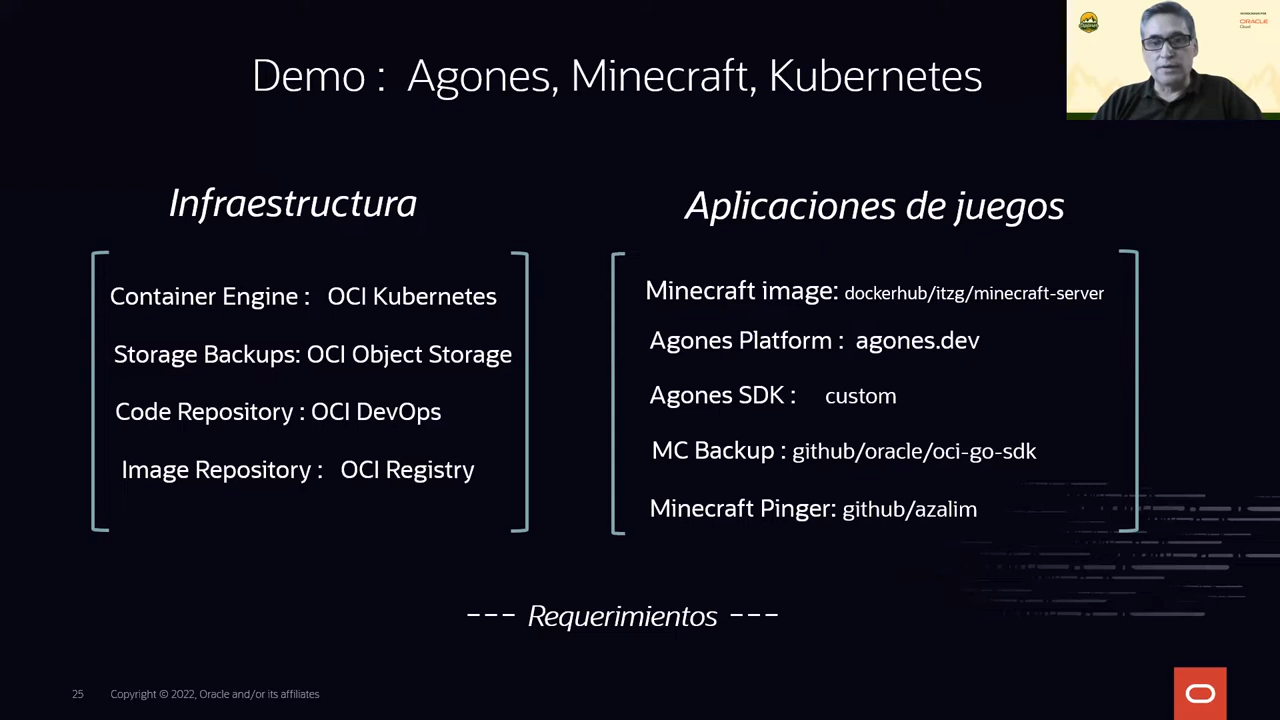 Demo : Agones, Minecraft, Kubernetes
Infraestructura
Container Engine : OCI Kubernetes
Storage Backups: OCI Object Storage
Code Repository : OCI DevOps
Image Repository : OCI Registry
Aplicaciones de juegos
Minecraft image: dockerhub/itzg/minecraft-server
Agones Platform : agones.dev
Agones SDK : custom
MC Backup : github/oracle/oci-go-sdk
Minecraft Pinger: github/azalim
--- Requerimientos ---
25 Copyright © 2022, Oracle and/or its affiliates
ORACLE
Cloud